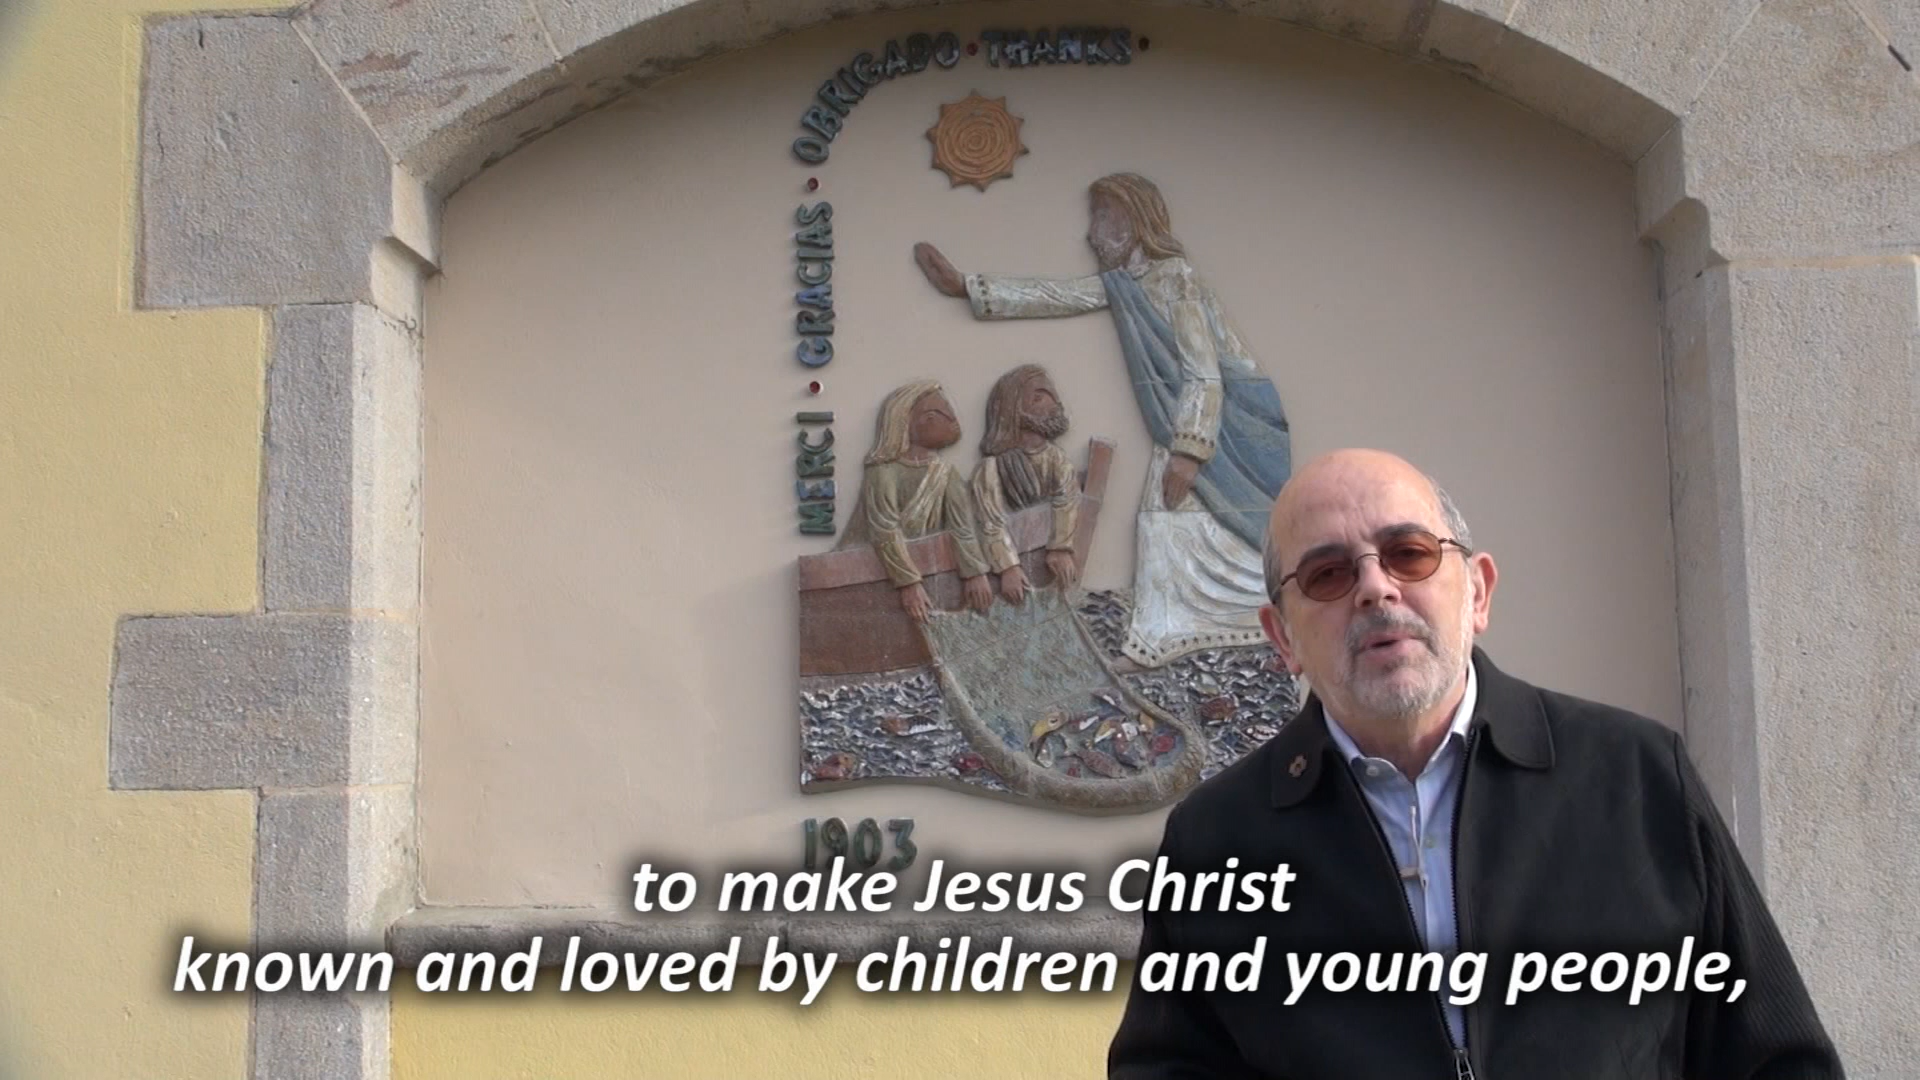 MERCI • GRACIAS • OBRIGADO • THANKS •
1903
to make Jesus Christ
known and loved by children and young people,